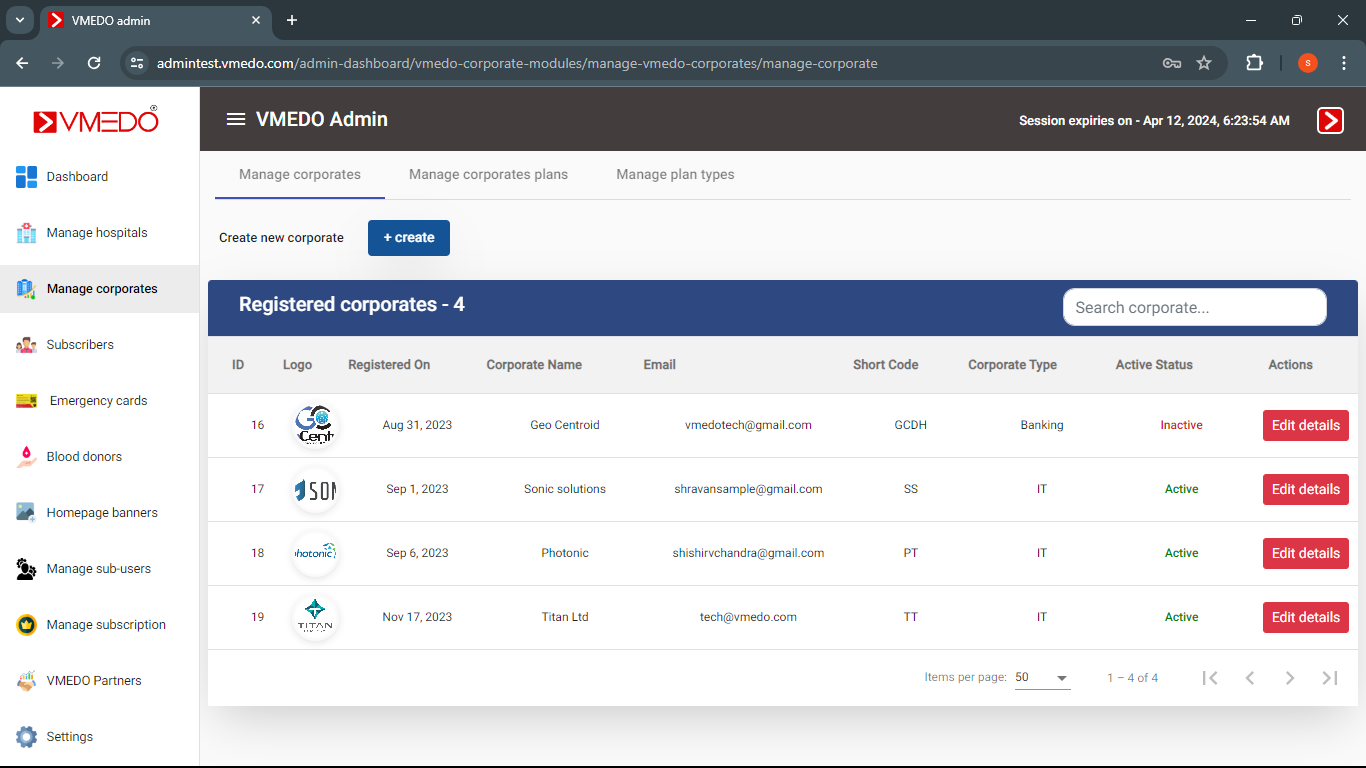 VMEDO admin
admintest.vmedo.com/admin-dashboard/vmedo-corporate-modules/manage-vmedo-corporates/manage-corporate
S
VMEDO®
VMEDO Admin
Session expiries on - Apr 12, 2024, 6:23:54 AM
Dashboard
Manage hospitals
Manage corporates
Subscribers
Emergency cards
Blood donors
Homepage banners
Manage sub-users
Manage subscription
VMEDO Partners
Settings
Manage corporates Manage corporates plans Manage plan types
Create new corporate + create
Registered corporates - 4 Search corporate...
ID Logo Registered On Corporate Name Email Short Code Corporate Type Active Status Actions
16 Cent Aug 31, 2023 Geo Centroid vmedotech@gmail.com GCDH Banking Inactive Edit details
17 SON Sep 1, 2023 Sonic solutions shravansample@gmail.com SS IT Active Edit details
18 hotonic Sep 6, 2023 Photonic shishirvchandra@gmail.com PT IT Active Edit details
19 TITAN Nov 17, 2023 Titan Ltd tech@vmedo.com TT IT Active Edit details
Items per page: 50 1 – 4 of 4